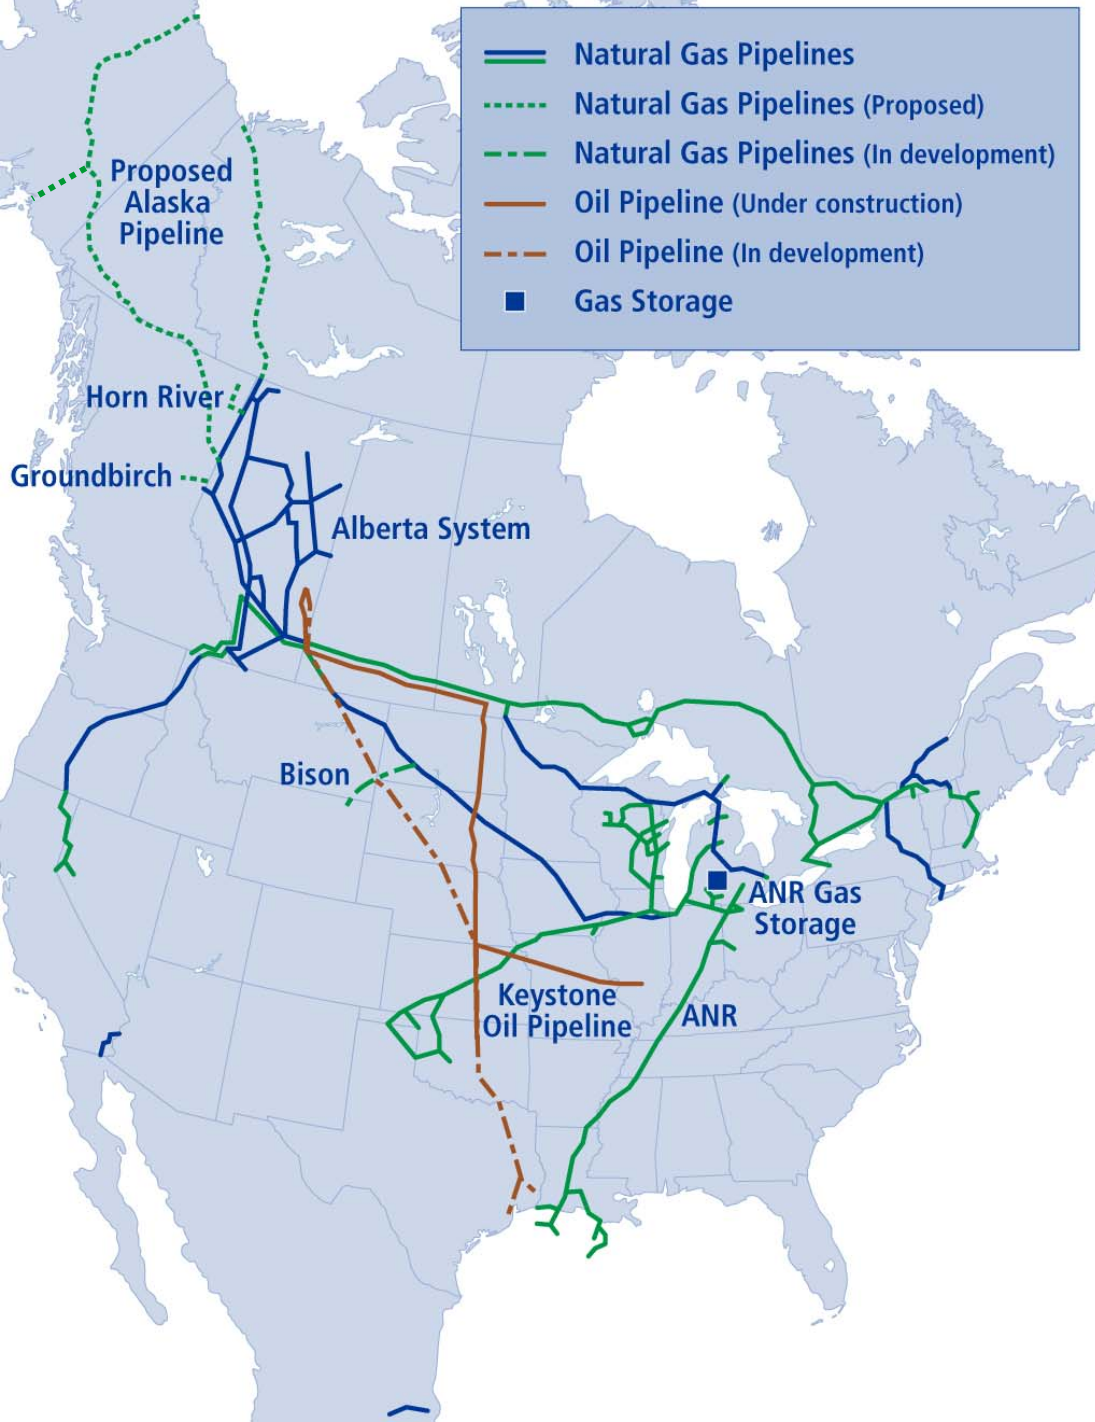 Natural Gas Pipelines
Natural Gas Pipelines (Proposed)
Natural Gas Pipelines (In development)
Oil Pipeline (Under construction)
Oil Pipeline (In development)
Gas Storage
Proposed
Alaska
Pipeline
Horn River
Groundbirch
Alberta System
Bison
ANR Gas
Storage
Keystone
Oil Pipeline
ANR